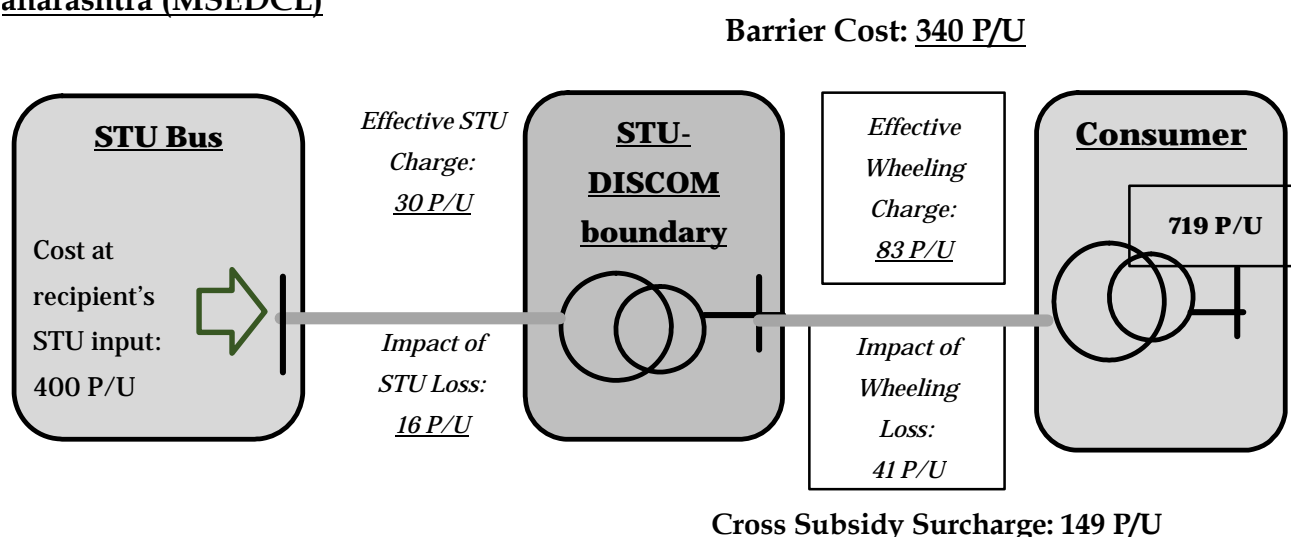 (MSEDCL)
Barrier Cost: 340 P/U
STU Bus
Cost at
recipient's
STU input:
400 P/U
Effective STU
Charge:
30 P/U
Impact of
STU Loss:
16 P/U
STU-
DISCOM
boundary
Effective
Wheeling
Charge:
83 P/U
Impact of
Wheeling
Loss:
41 P/U
Consumer
719 P/U
Cross Subsidy Surcharge: 149 P/U